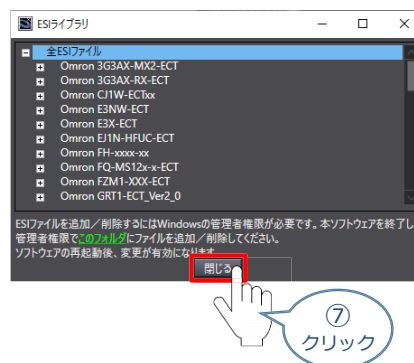 ESIライブラリ
全ESIファイル
Omron 3G3AX-MX2-ECT
Omron 3G3AX-RX-ECT
Omron CJ1W-ECTxx
Omron E3NW-ECT
Omron E3X-ECT
Omron EJ1N-HFUC-ECT
Omron FH-xxxx-xx
Omron FQ-MS12x-x-ECT
Omron FZM1-XXX-ECT
Omron GRT1-ECT_Ver2_0
ESIファイルを追加／削除するにはWindowsの管理者権限が必要です。本ソフトウェアを終了し
管理者権限でこのフォルダにファイルを追加／削除してください。
ソフトウェアの再起動後、変更が有効になります
閉じる
⑦
クリック